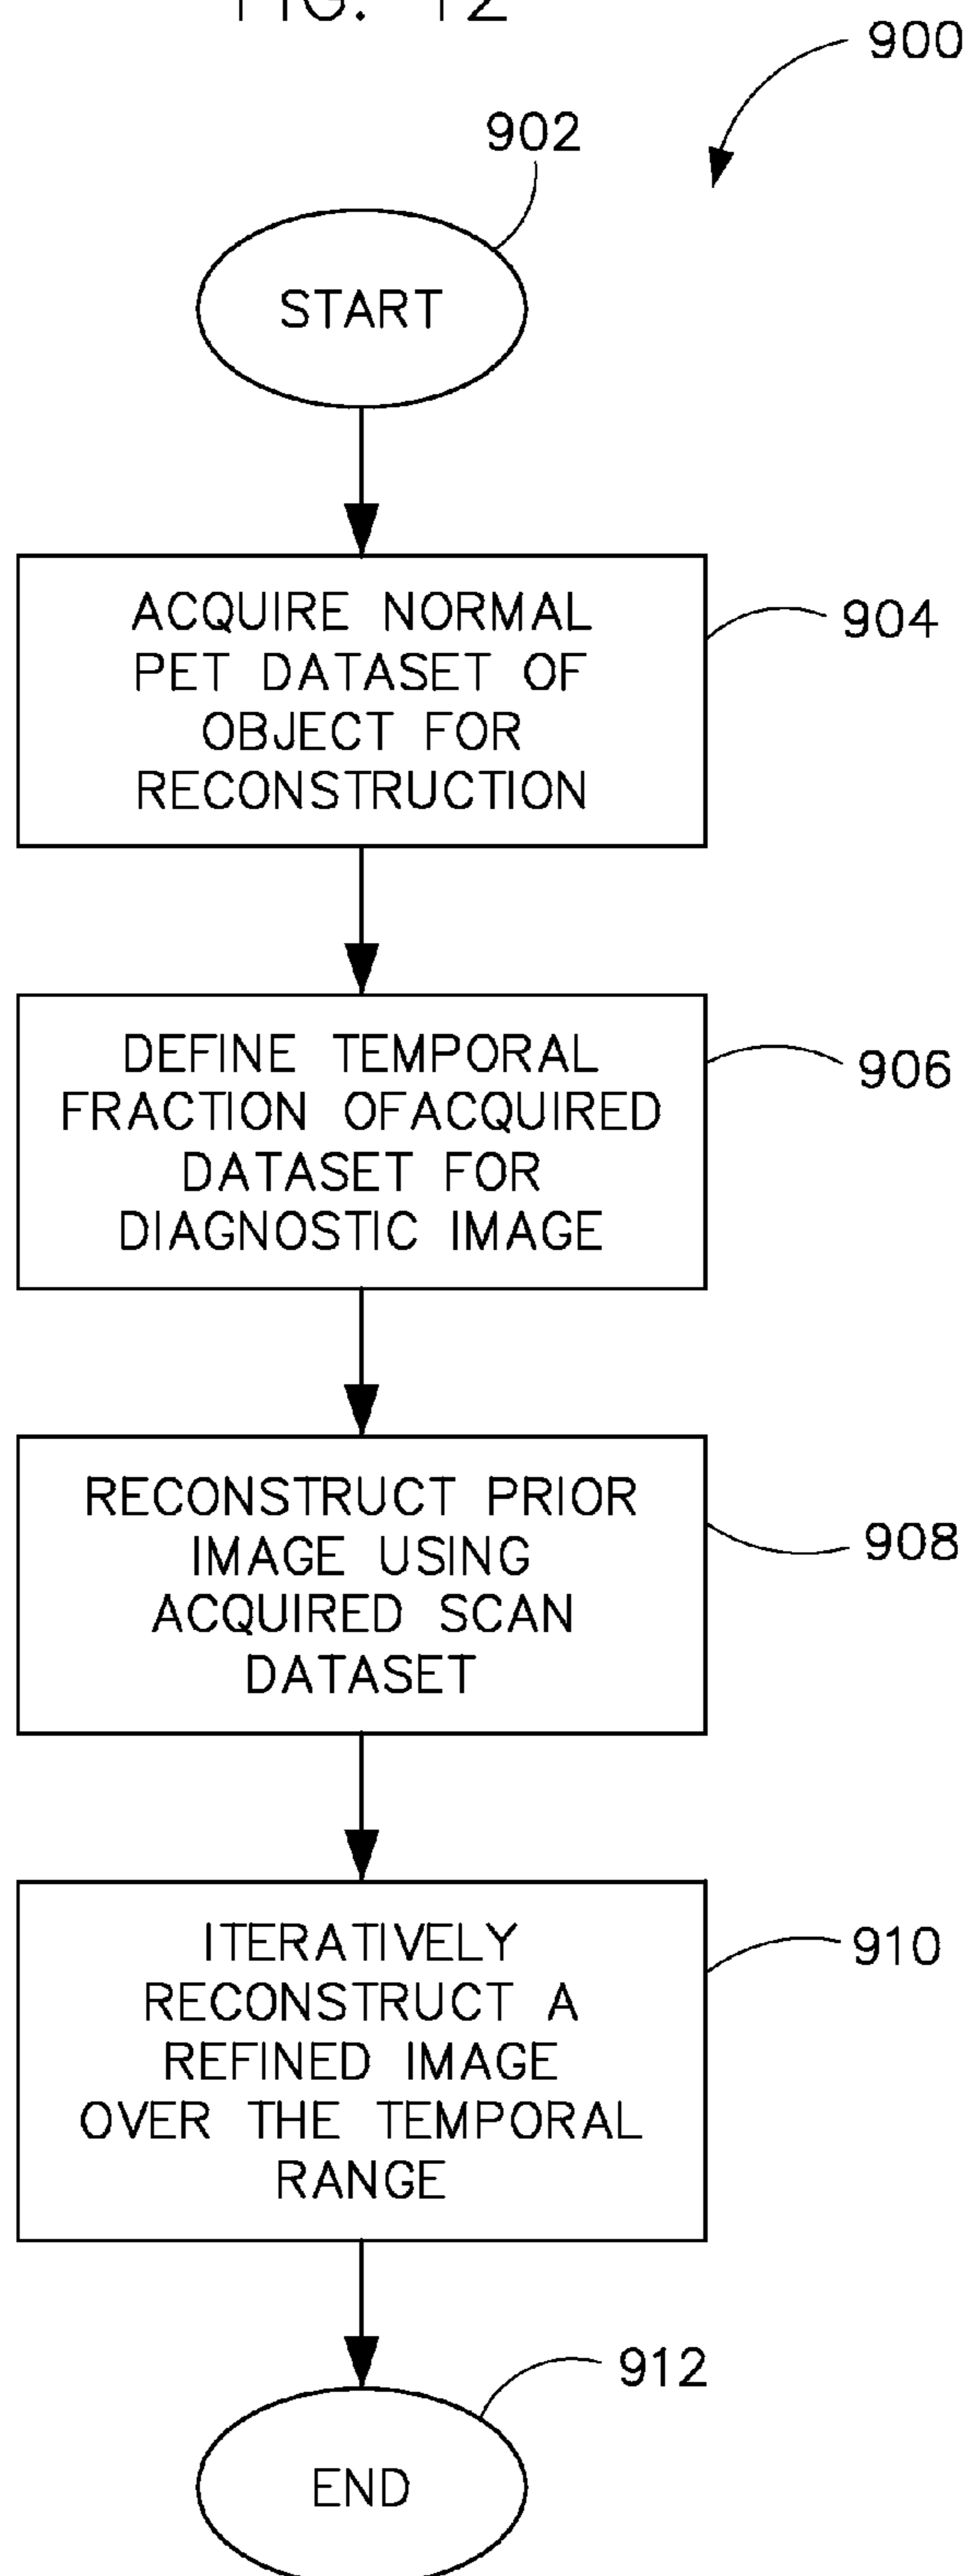 FIG. 12
900
902
START
ACQUIRE NORMAL
PET DATASET OF
OBJECT FOR
RECONSTRUCTION
904
DEFINE TEMPORAL
FRACTION OFACQUIRED
DATASET FOR
DIAGNOSTIC IMAGE
906
RECONSTRUCT PRIOR
IMAGE USING
ACQUIRED SCAN
DATASET
908
ITERATIVELY
RECONSTRUCT A
REFINED IMAGE
OVER THE TEMPORAL
RANGE
910
912
END